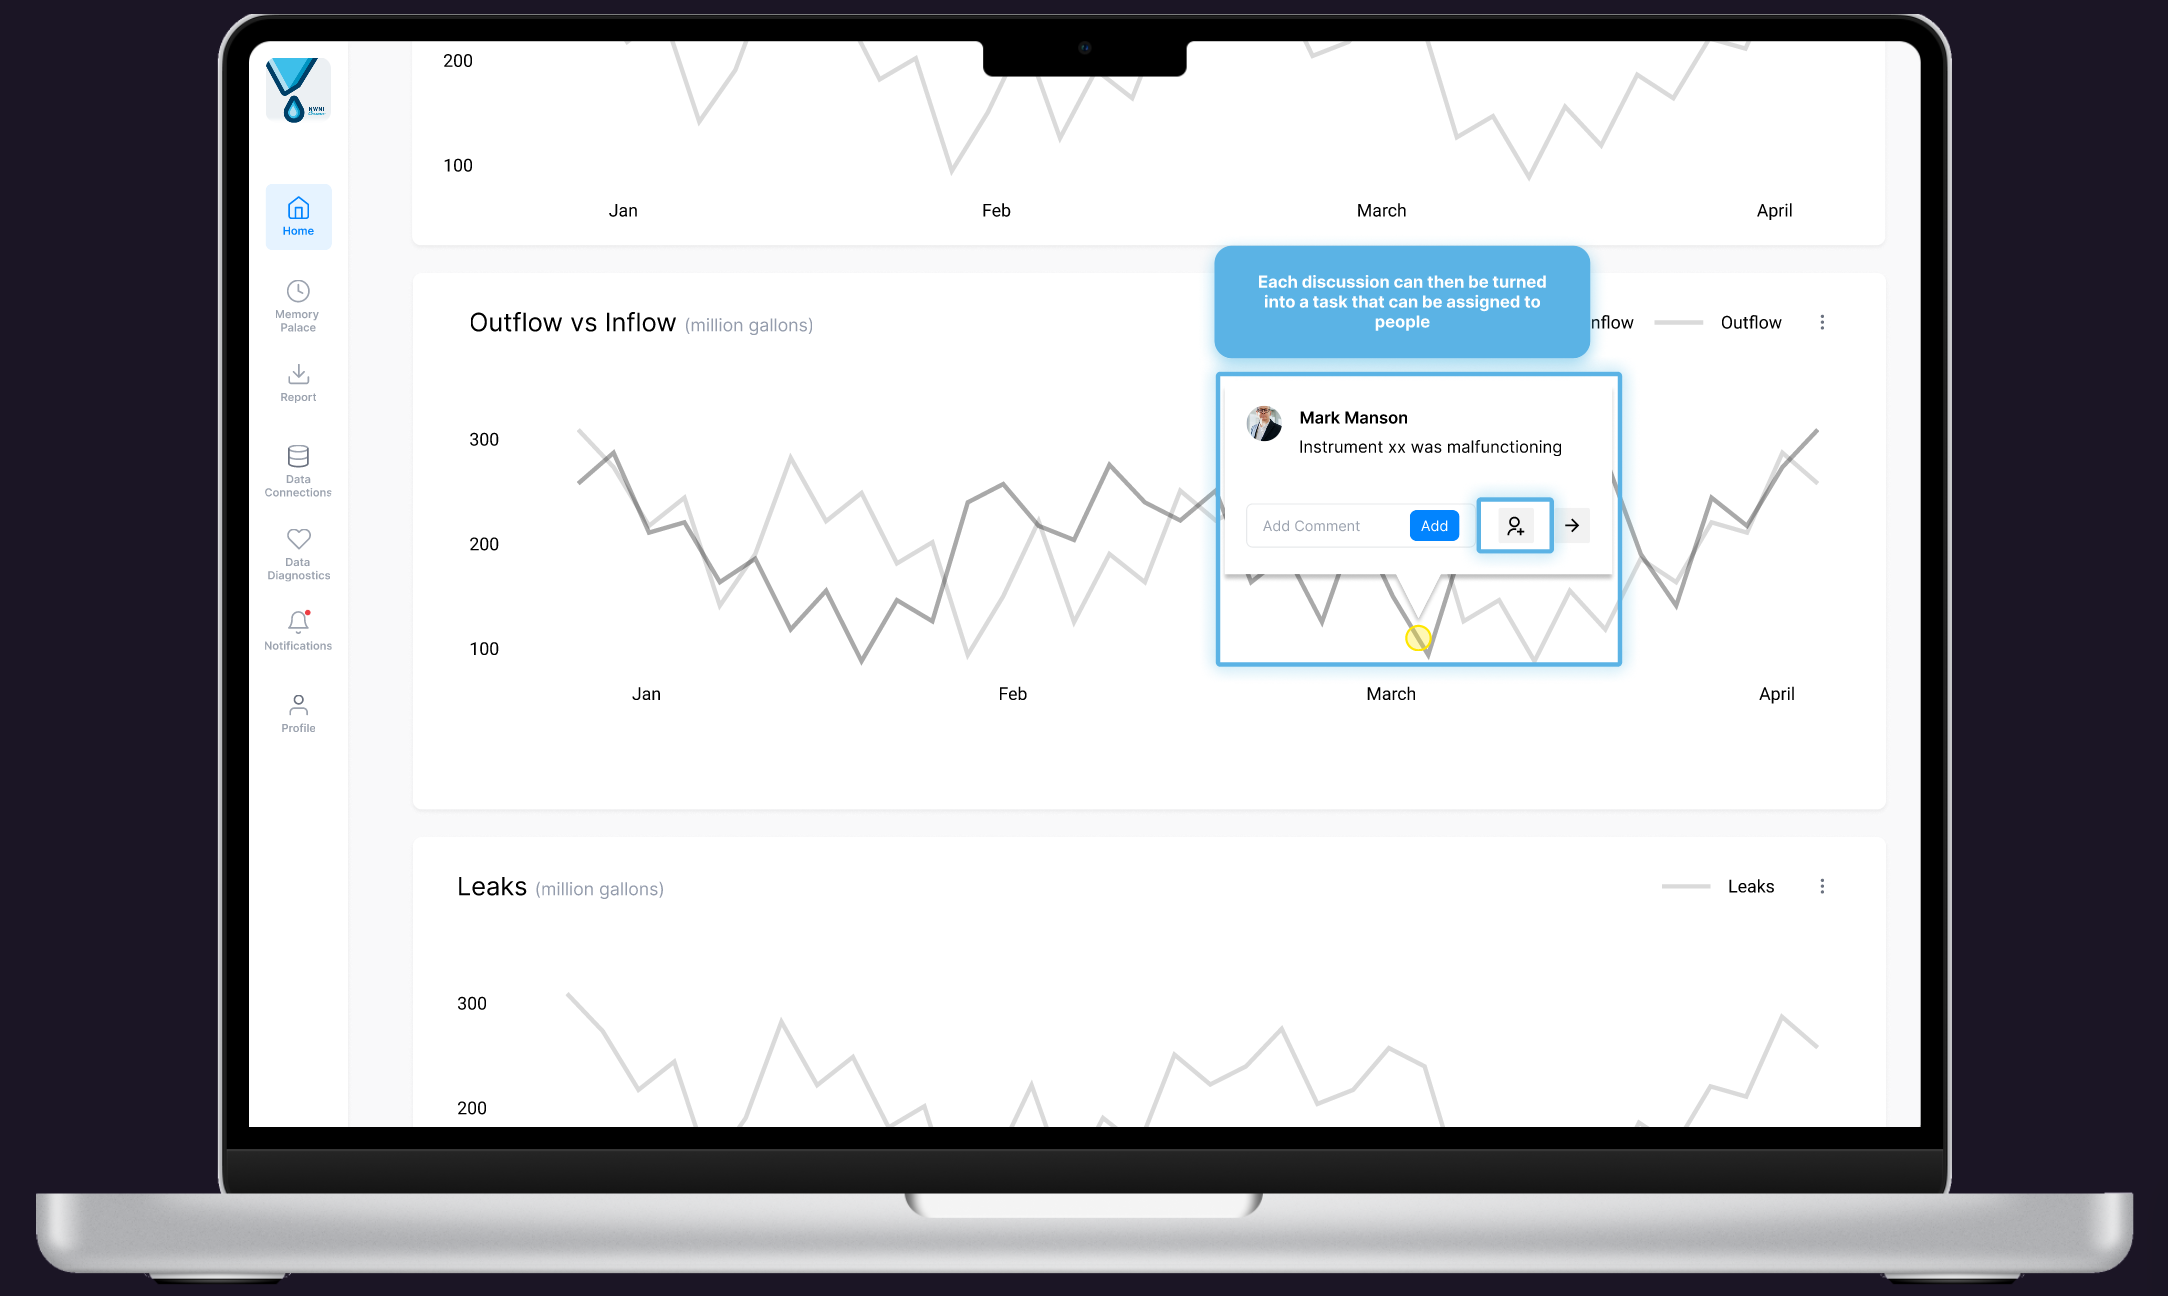 NWNI
200
100
Jan Feb March April
Home
Memory
Palace
Report
Data
Connections
Data
Diagnostics
Notifications
Profile
Each discussion can then be turned
into a task that can be assigned to
people
Outflow vs Inflow (million gallons)
nflow Outflow
300
200
100
Mark Manson
Instrument xx was malfunctioning
Add Comment Add
Jan Feb March April
Leaks (million gallons)
Leaks
300
200